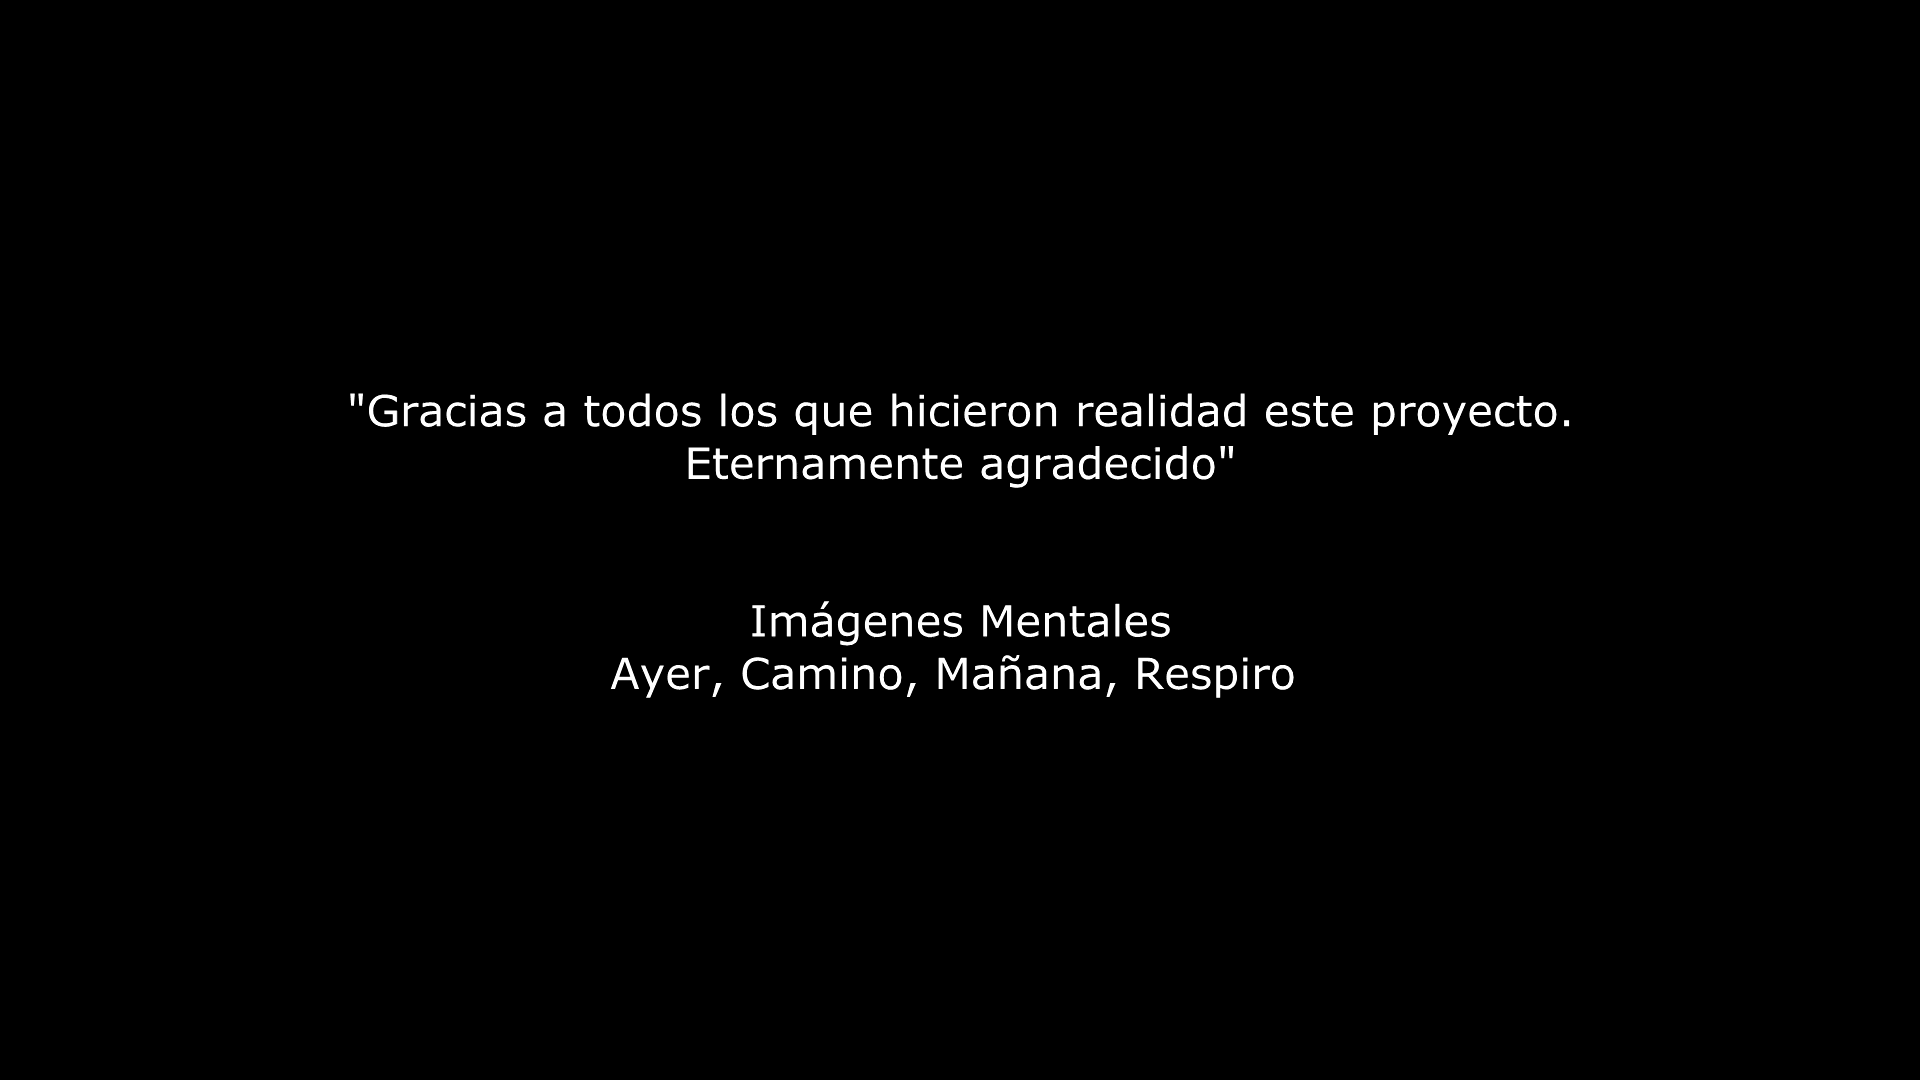 "Gracias a todos los que hicieron realidad este proyecto.
Eternamente agradecido"
Imágenes Mentales
Ayer, Camino, Mañana, Respiro